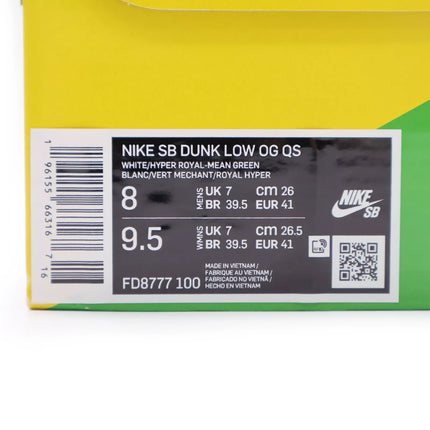 NIKE SB DUNK LOW OG QS
WHITE/HYPER ROYAL-MEAN GREEN
BLANC/VERT MECHANT/ROYAL HYPER
8 MENS UK 7 cm 26
BR 39.5 EUR 41
9.5 WMNS UK 7 cm 26.5
BR 39.5 EUR 41
FD8777 100
MADE IN VIETNAM /
FABRIQUE AU VIETNAM /
FABRICADO NO VIETNÃ /
HECHO EN VIETNAM
NIKE
SB
1 96155 66316 7 16